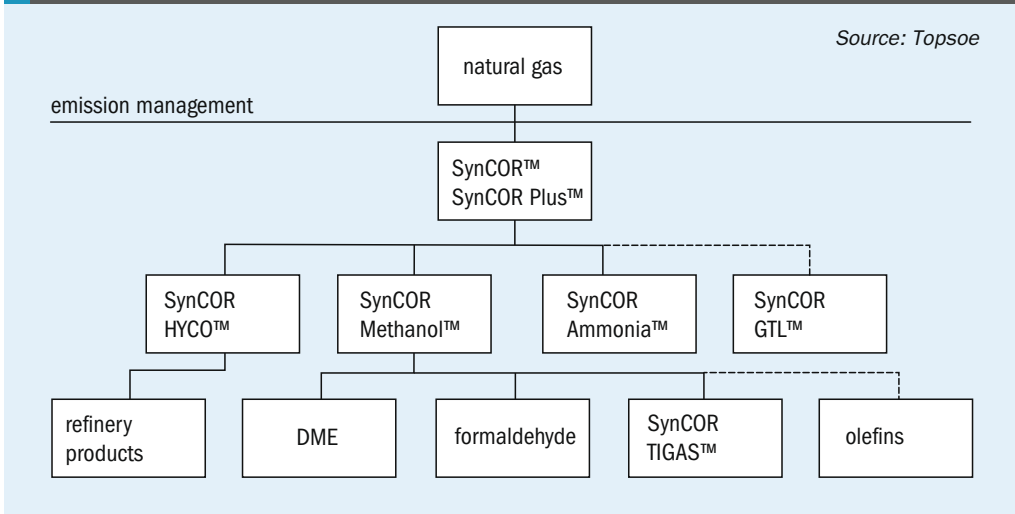 Source: Topsoe
natural gas
emission management
SynCOR™
SynCOR Plus™
SynCOR
HYCO™
SynCOR
Methanol™
SynCOR
Ammonia™
SynCOR
GTL™
refinery
products
DME
formaldehyde
SynCOR
TIGAS™
olefins